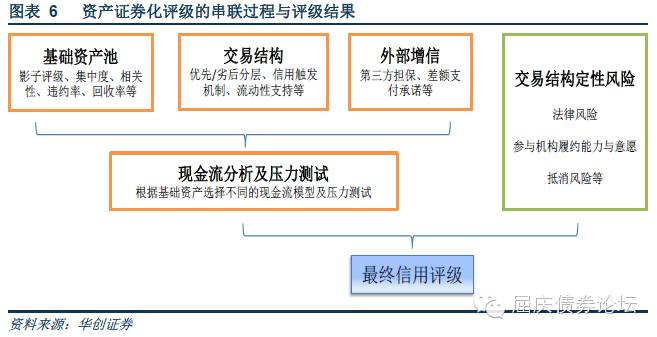 图表 6 资产证券化评级的串联过程与评级结果
基础资产池
影子评级、集中度、相关
性、违约率、回收率等
交易结构
优先/劣后分层、信用触发
机制、流动性支持等
外部增信
第三方担保、差额支
付承诺等
交易结构定性风险
法律风险
参与机构履约能力与意愿
抵消风险等
现金流分析及压力测试
根据基础资产选择不同的现金流模型及压力测试
最终信用评级
屈庆债券论坛
资料来源：华创证券